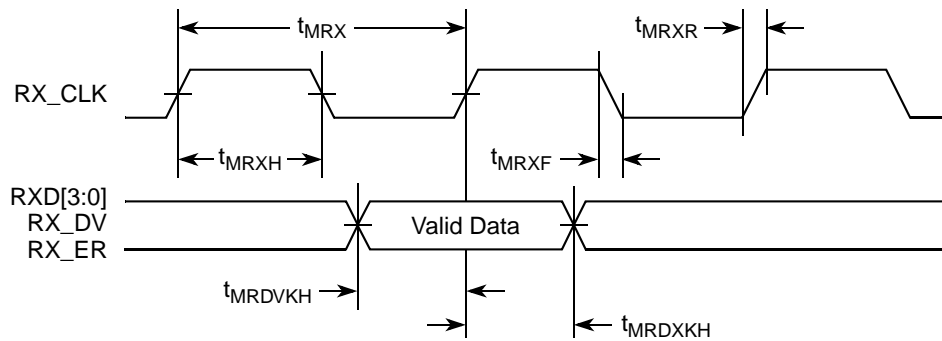 tMRX
tMRXR
RX_CLK
tMRXH
tMRXF
RXD[3:0]
RX_DV
Valid Data
RX_ER
tMRDVKH
tMRDXKH